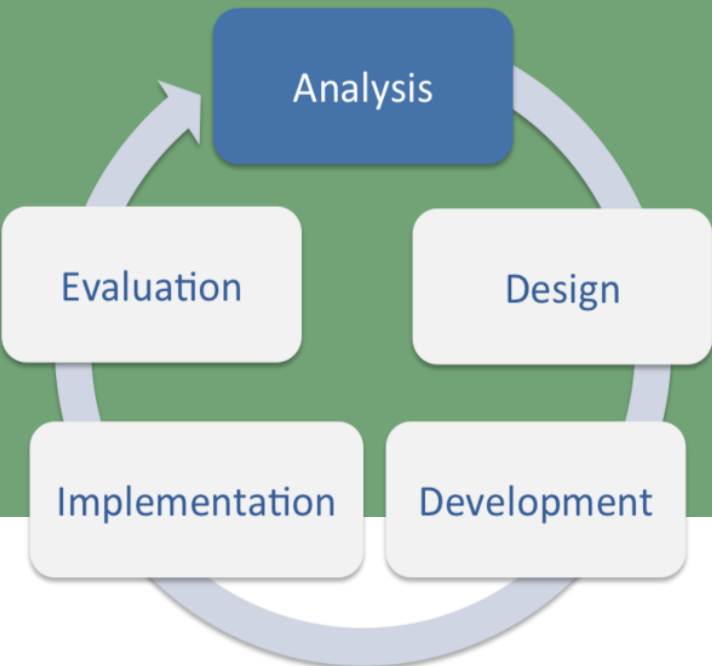 Analysis
Evaluation
Design
Implementation
Development